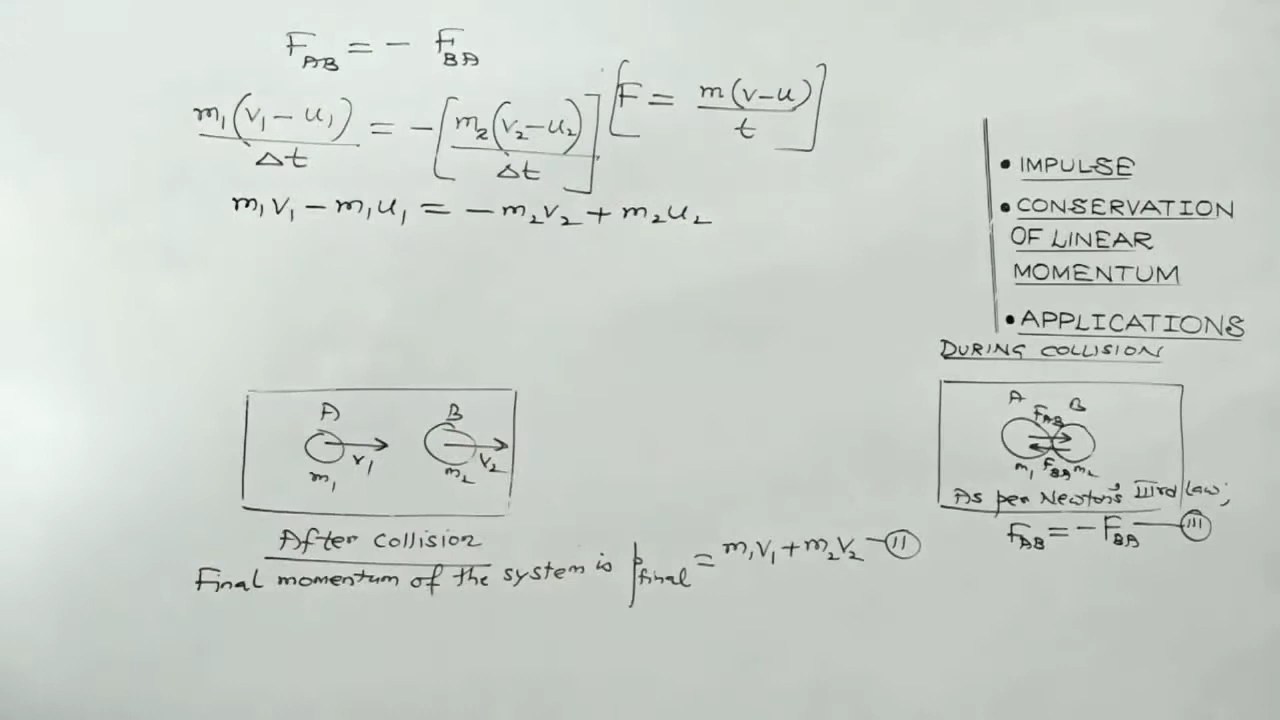 F_AB = - F_BA
m₁(v₁ - u₁)/Δt = -[m₂(v₂ - u₂)/Δt] [F = m(v-u)/t]
m₁v₁ - m₁u₁ = - m₂v₂ + m₂u₂
• IMPULSE
• CONSERVATION
OF LINEAR
MOMENTUM
• APPLICATIONS
DURING COLLISION
A B
F_AB
F_BA
m₁ m₂
As per Newton's IIIrd law;
F_AB = - F_BA — III
A B
v₁ v₂
m₁ m₂
After collision
Final momentum of the system is p_final = m₁v₁ + m₂v₂ — II